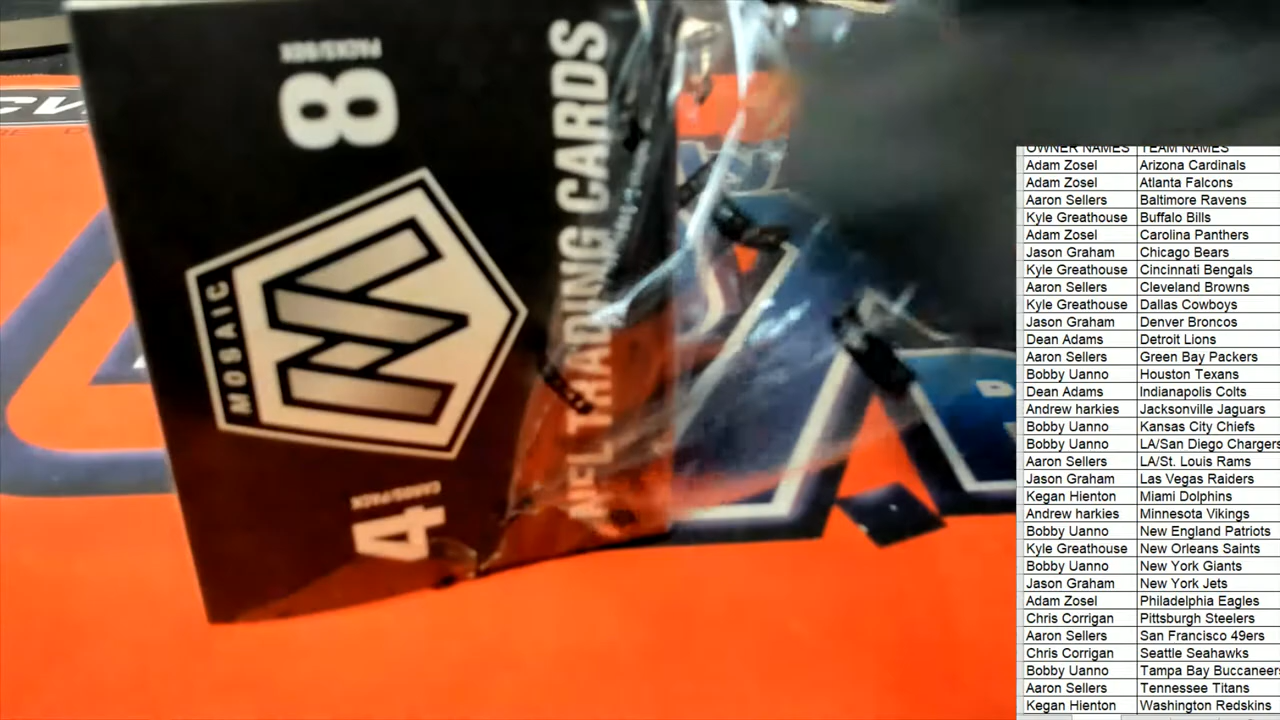 8
PACKS/BOX
MOSAIC
4
CARDS/PACK
NFL TRADING CARDS
OWNER NAMES TEAM NAMES
Adam Zosel Arizona Cardinals
Adam Zosel Atlanta Falcons
Aaron Sellers Baltimore Ravens
Kyle Greathouse Buffalo Bills
Adam Zosel Carolina Panthers
Jason Graham Chicago Bears
Kyle Greathouse Cincinnati Bengals
Aaron Sellers Cleveland Browns
Kyle Greathouse Dallas Cowboys
Jason Graham Denver Broncos
Dean Adams Detroit Lions
Aaron Sellers Green Bay Packers
Bobby Uanno Houston Texans
Dean Adams Indianapolis Colts
Andrew harkies Jacksonville Jaguars
Bobby Uanno Kansas City Chiefs
Bobby Uanno LA/San Diego Chargers
Aaron Sellers LA/St. Louis Rams
Jason Graham Las Vegas Raiders
Kegan Hienton Miami Dolphins
Andrew harkies Minnesota Vikings
Bobby Uanno New England Patriots
Kyle Greathouse New Orleans Saints
Bobby Uanno New York Giants
Jason Graham New York Jets
Adam Zosel Philadelphia Eagles
Chris Corrigan Pittsburgh Steelers
Aaron Sellers San Francisco 49ers
Chris Corrigan Seattle Seahawks
Bobby Uanno Tampa Bay Buccaneers
Aaron Sellers Tennessee Titans
Kegan Hienton Washington Redskins